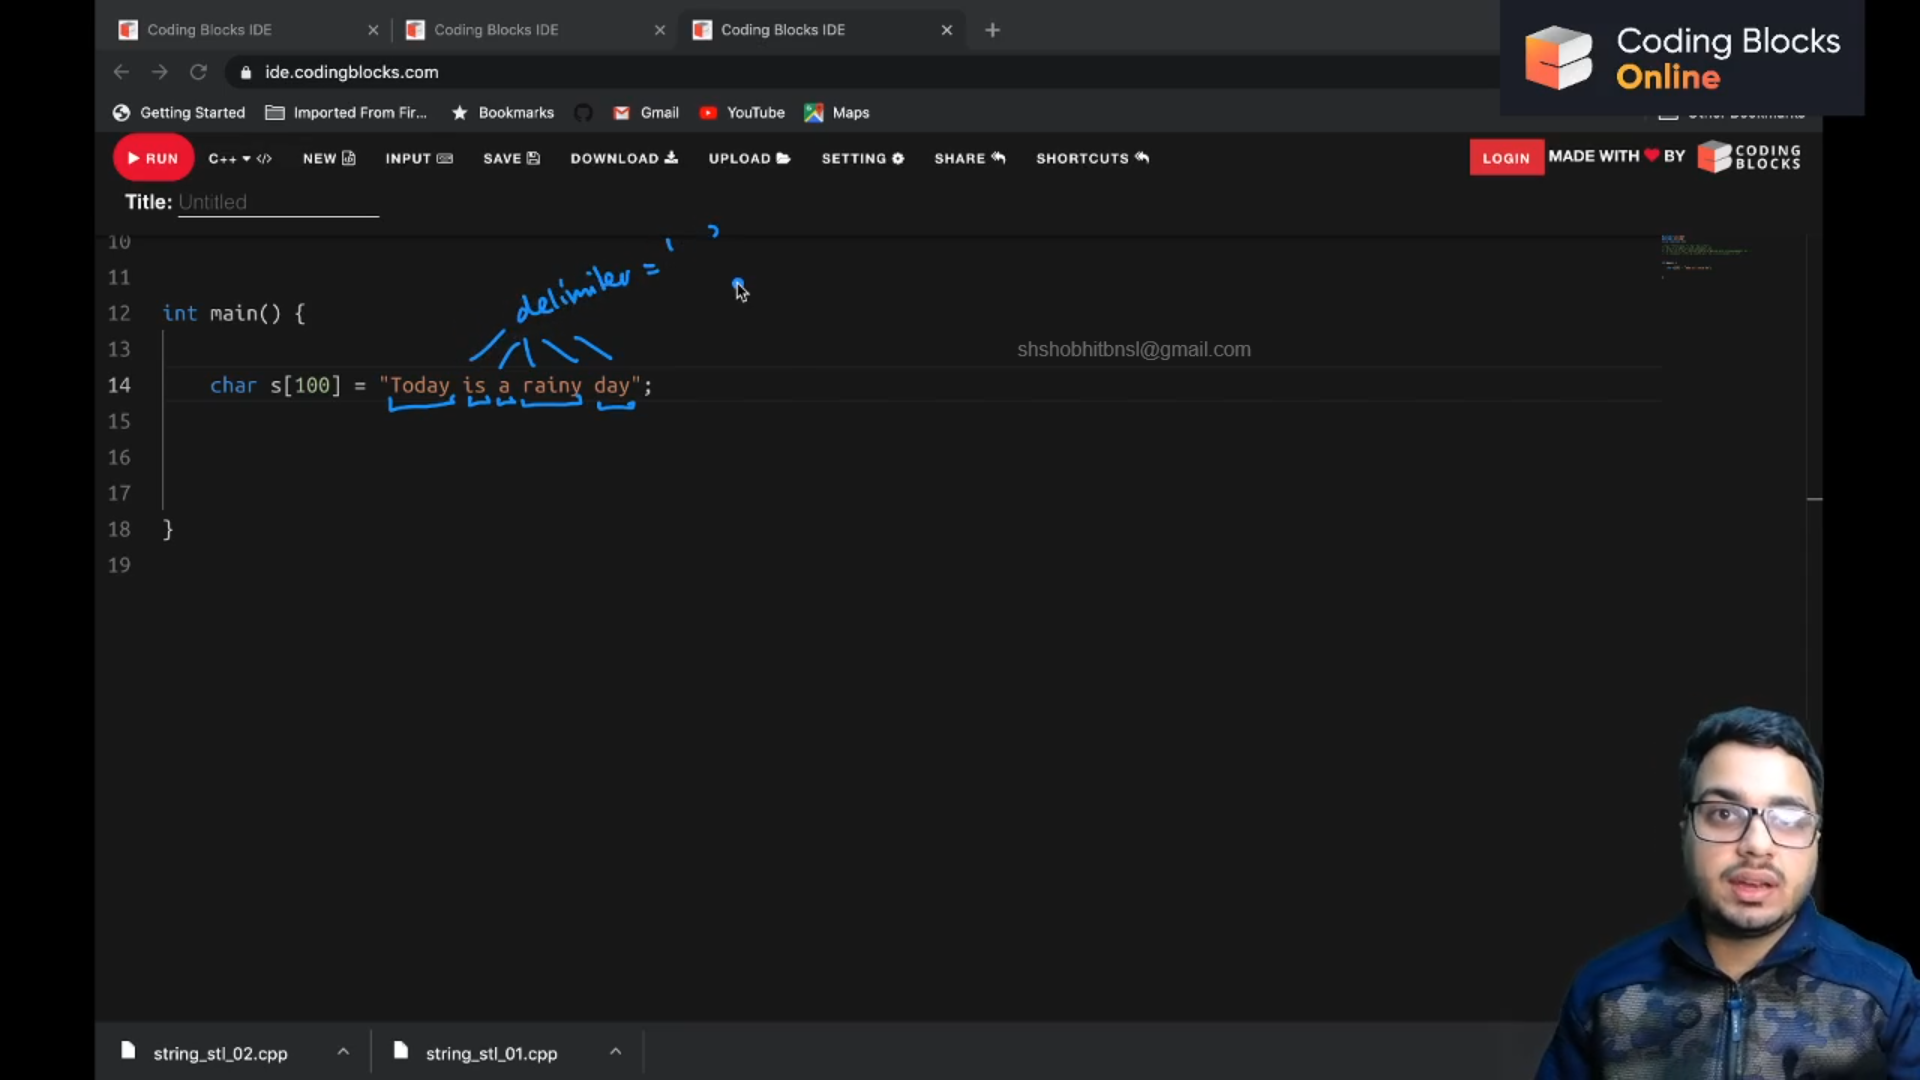 Coding Blocks IDE
Coding Blocks IDE
Coding Blocks IDE
Coding Blocks
Online
ide.codingblocks.com
Getting Started
Imported From Fir...
Bookmarks
Gmail
YouTube
Maps
RUN
C++
NEW
INPUT
SAVE
DOWNLOAD
UPLOAD
SETTING
SHARE
SHORTCUTS
LOGIN
MADE WITH BY
CODING
BLOCKS
Title: Untitled
10
11
delimiter = ' '
12 int main() {
13
shshobhitbnsl@gmail.com
14 char s[100] = "Today is a rainy day";
15
16
17
18 }
19
string_stl_02.cpp
string_stl_01.cpp